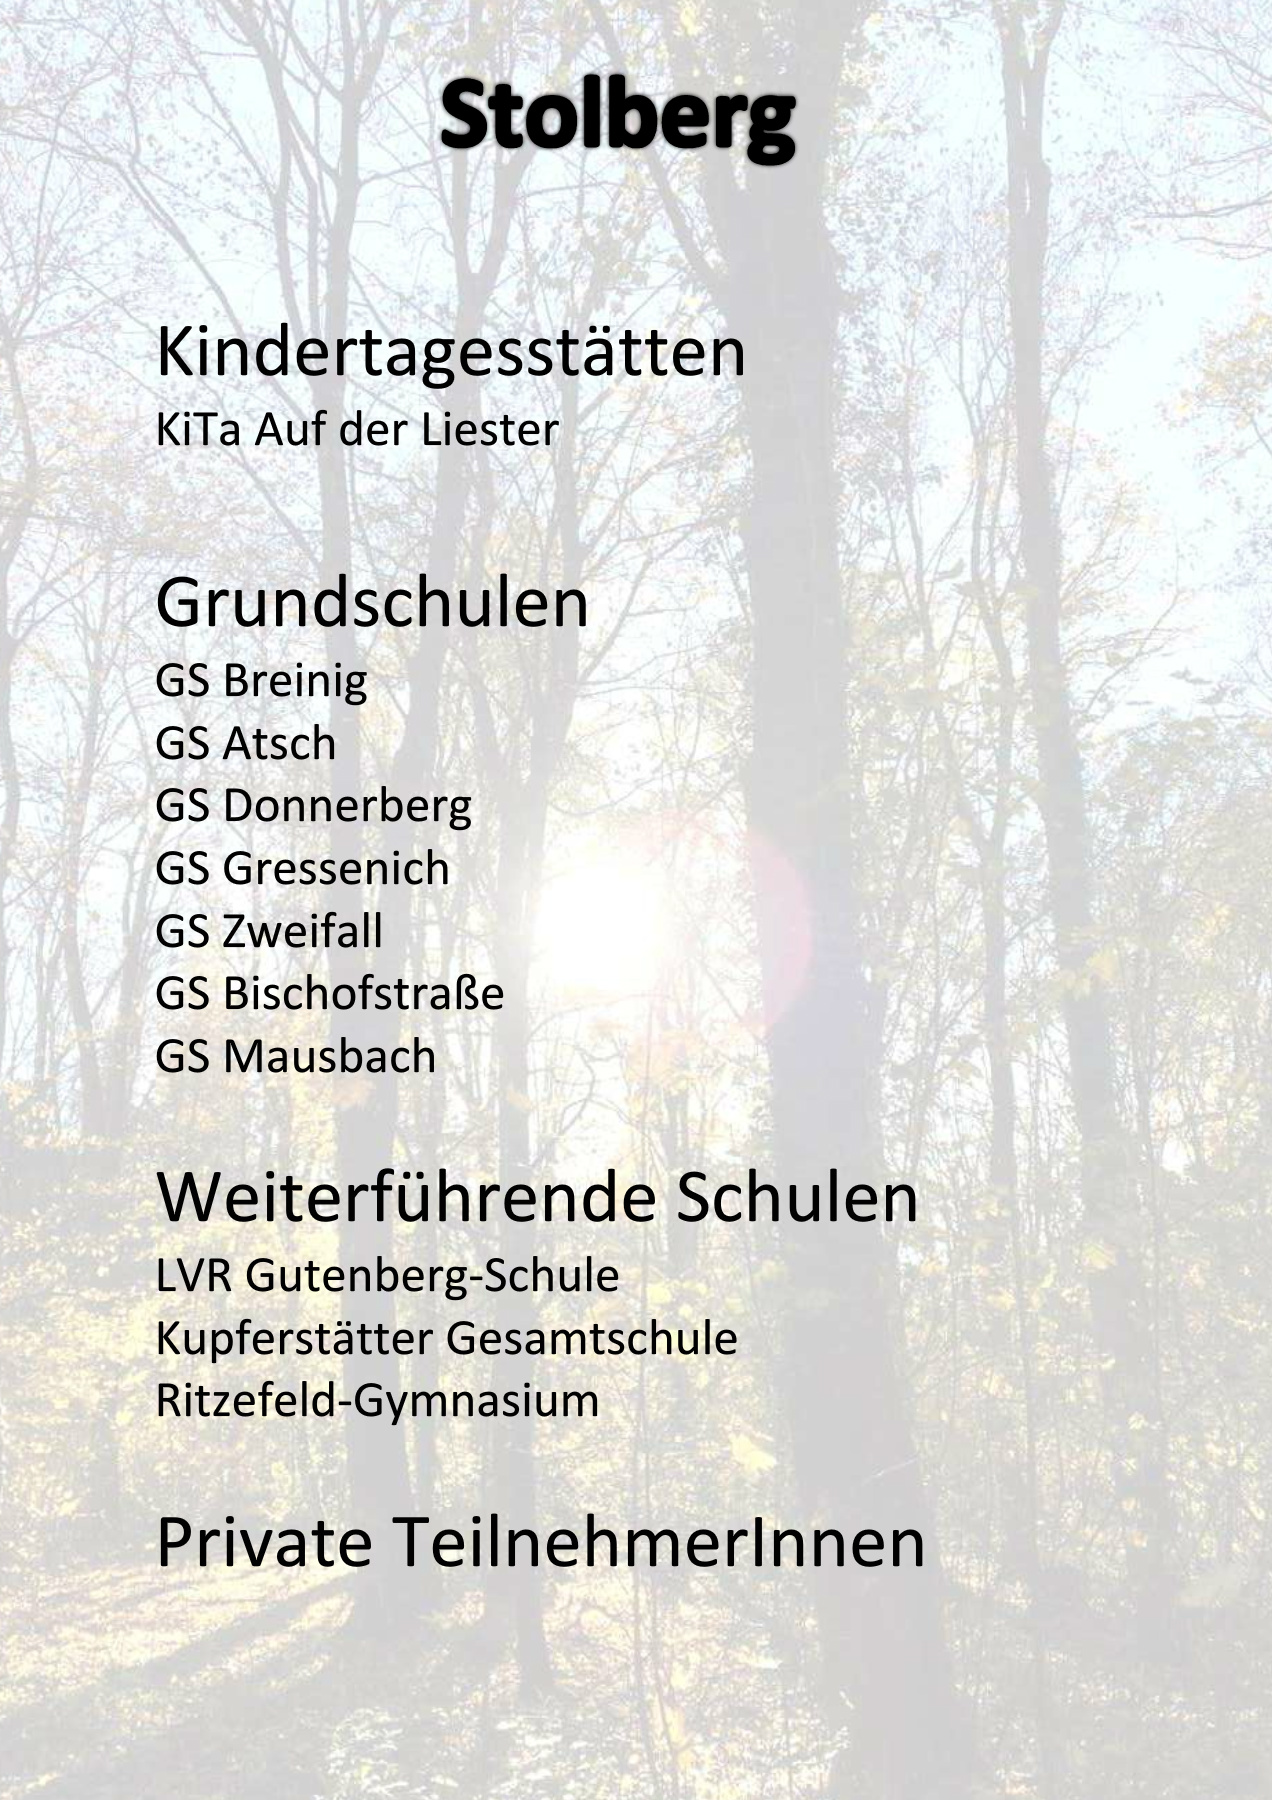 Stolberg
Kindertagesstätten
KiTa Auf der Liester
Grundschulen
GS Breinig
GS Atsch
GS Donnerberg
GS Gressenich
GS Zweifall
GS Bischofstraße
GS Mausbach
Weiterführende Schulen
LVR Gutenberg-Schule
Kupferstätter Gesamtschule
Ritzefeld-Gymnasium
Private TeilnehmerInnen